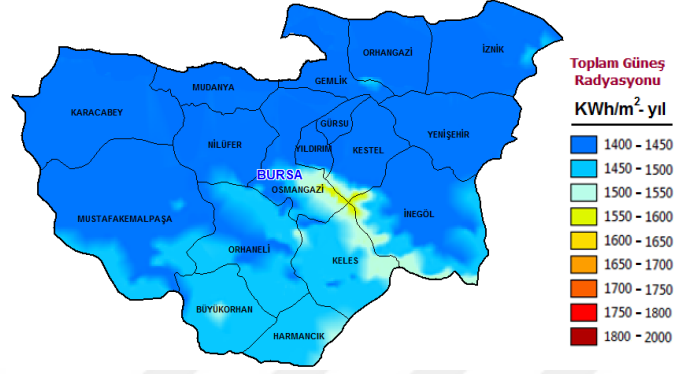 ORHANGAZİ
İZNİK
GEMLİK
MUDANYA
KARACABEY
GÜRSU
YENİŞEHİR
NİLÜFER
YILDIRIM
KESTEL
BURSA
OSMANGAZİ
MUSTAFAKEMALPAŞA
İNEGÖL
ORHANELİ
KELES
BÜYÜKORHAN
HARMANCIK
Toplam Güneş
Radyasyonu
KWh/m²- yıl
1400 - 1450
1450 - 1500
1500 - 1550
1550 - 1600
1600 - 1650
1650 - 1700
1700 - 1750
1750 - 1800
1800 - 2000